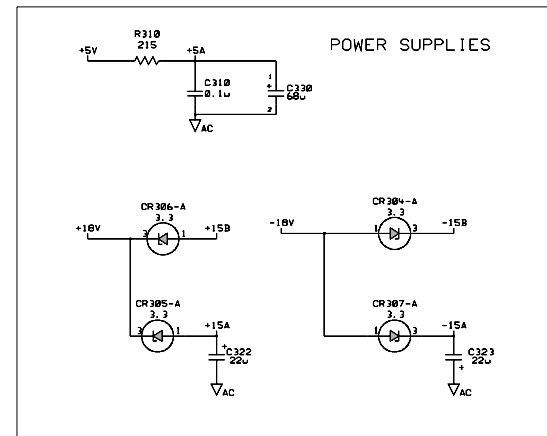 POWER SUPPLIES
R310
215
+5V
+5A
C310
0.1u
1
+
C330
68u
2
AC
CR306-A
3.3
+18V
3
1
+15B
CR305-A
3.3
3
1
+15A
+
C322
22u
AC
CR304-A
3.3
-18V
1
3
-15B
CR307-A
3.3
1
3
-15A
C323
22u
+
AC